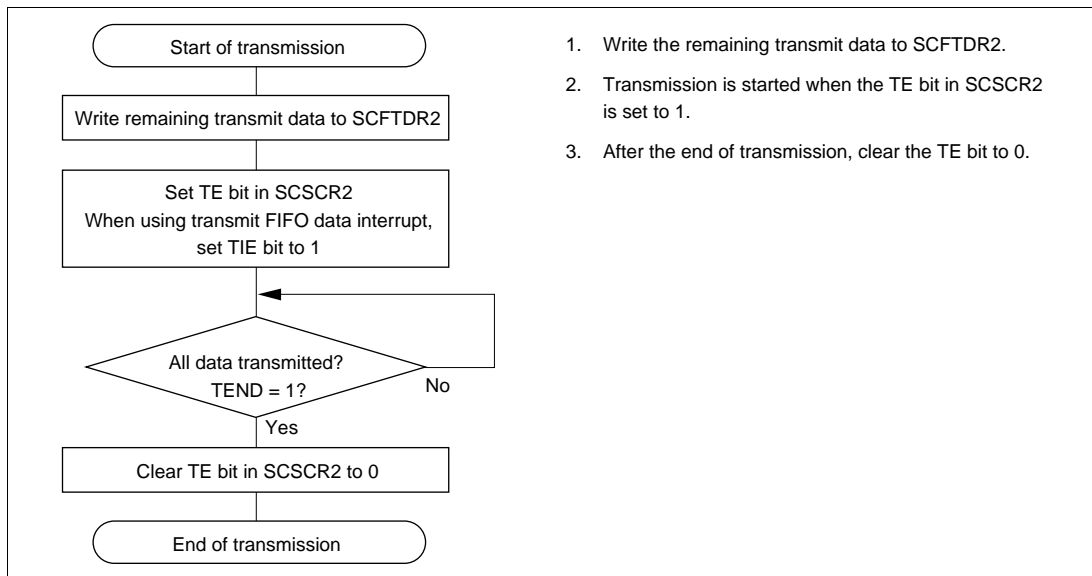 Start of transmission
Write remaining transmit data to SCFTDR2
Set TE bit in SCSCR2
When using transmit FIFO data interrupt,
set TIE bit to 1
All data transmitted?
TEND = 1?
No
Yes
Clear TE bit in SCSCR2 to 0
End of transmission
1. Write the remaining transmit data to SCFTDR2.
2. Transmission is started when the TE bit in SCSCR2
is set to 1.
3. After the end of transmission, clear the TE bit to 0.